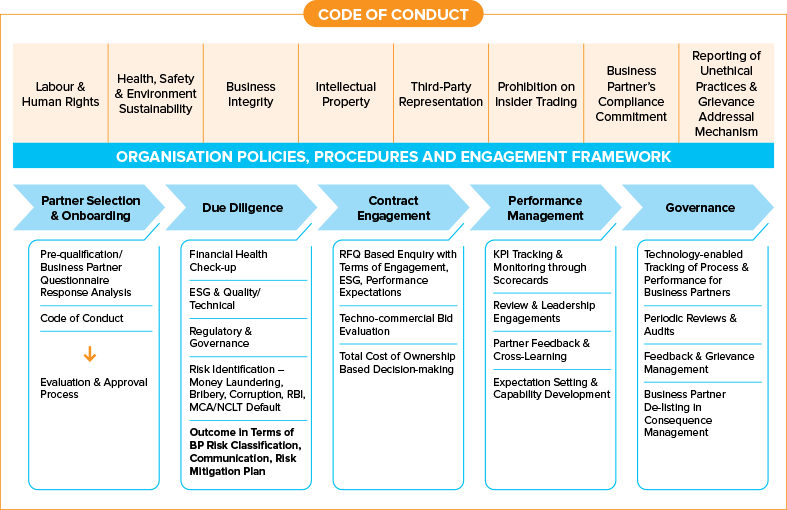 CODE OF CONDUCT
Labour &
Human Rights
Health, Safety
& Environment
Sustainability
Business
Integrity
Intellectual
Property
Third-Party
Representation
Prohibition on
Insider Trading
Business
Partner's
Compliance
Commitment
Reporting of
Unethical
Practices &
Grievance
Addressal
Mechanism
ORGANISATION POLICIES, PROCEDURES AND ENGAGEMENT FRAMEWORK
Partner Selection
& Onboarding
Pre-qualification/
Business Partner
Questionnaire
Response Analysis
Code of Conduct
Evaluation & Approval
Process
Due Diligence
Financial Health
Check-up
ESG & Quality/
Technical
Regulatory &
Governance
Risk Identification –
Money Laundering,
Bribery, Corruption, RBI,
MCA/NCLT Default
Outcome in Terms of
BP Risk Classification,
Communication, Risk
Mitigation Plan
Contract
Engagement
RFQ Based Enquiry with
Terms of Engagement,
ESG, Performance
Expectations
Techno-commercial Bid
Evaluation
Total Cost of Ownership
Based Decision-making
Performance
Management
KPI Tracking &
Monitoring through
Scorecards
Review & Leadership
Engagements
Partner Feedback &
Cross-Learning
Expectation Setting &
Capability Development
Governance
Technology-enabled
Tracking of Process &
Performance for
Business Partners
Periodic Reviews &
Audits
Feedback & Grievance
Management
Business Partner
De-listing in
Consequence
Management